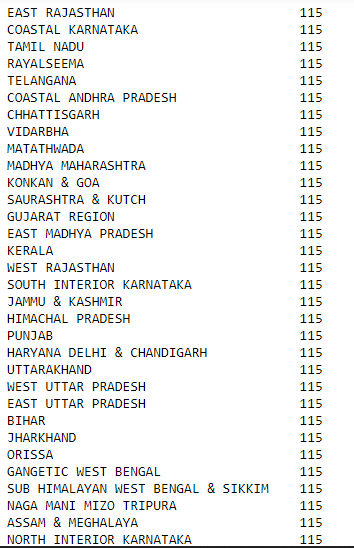 EAST RAJASTHAN 115
COASTAL KARNATAKA 115
TAMIL NADU 115
RAYALSEEMA 115
TELANGANA 115
COASTAL ANDHRA PRADESH 115
CHHATTISGARH 115
VIDARBHA 115
MATATHWADA 115
MADHYA MAHARASHTRA 115
KONKAN & GOA 115
SAURASHTRA & KUTCH 115
GUJARAT REGION 115
EAST MADHYA PRADESH 115
KERALA 115
WEST RAJASTHAN 115
SOUTH INTERIOR KARNATAKA 115
JAMMU & KASHMIR 115
HIMACHAL PRADESH 115
PUNJAB 115
HARYANA DELHI & CHANDIGARH 115
UTTARAKHAND 115
WEST UTTAR PRADESH 115
EAST UTTAR PRADESH 115
BIHAR 115
JHARKHAND 115
ORISSA 115
GANGETIC WEST BENGAL 115
SUB HIMALAYAN WEST BENGAL & SIKKIM 115
NAGA MANI MIZO TRIPURA 115
ASSAM & MEGHALAYA 115
NORTH INTERIOR KARNATAKA 115